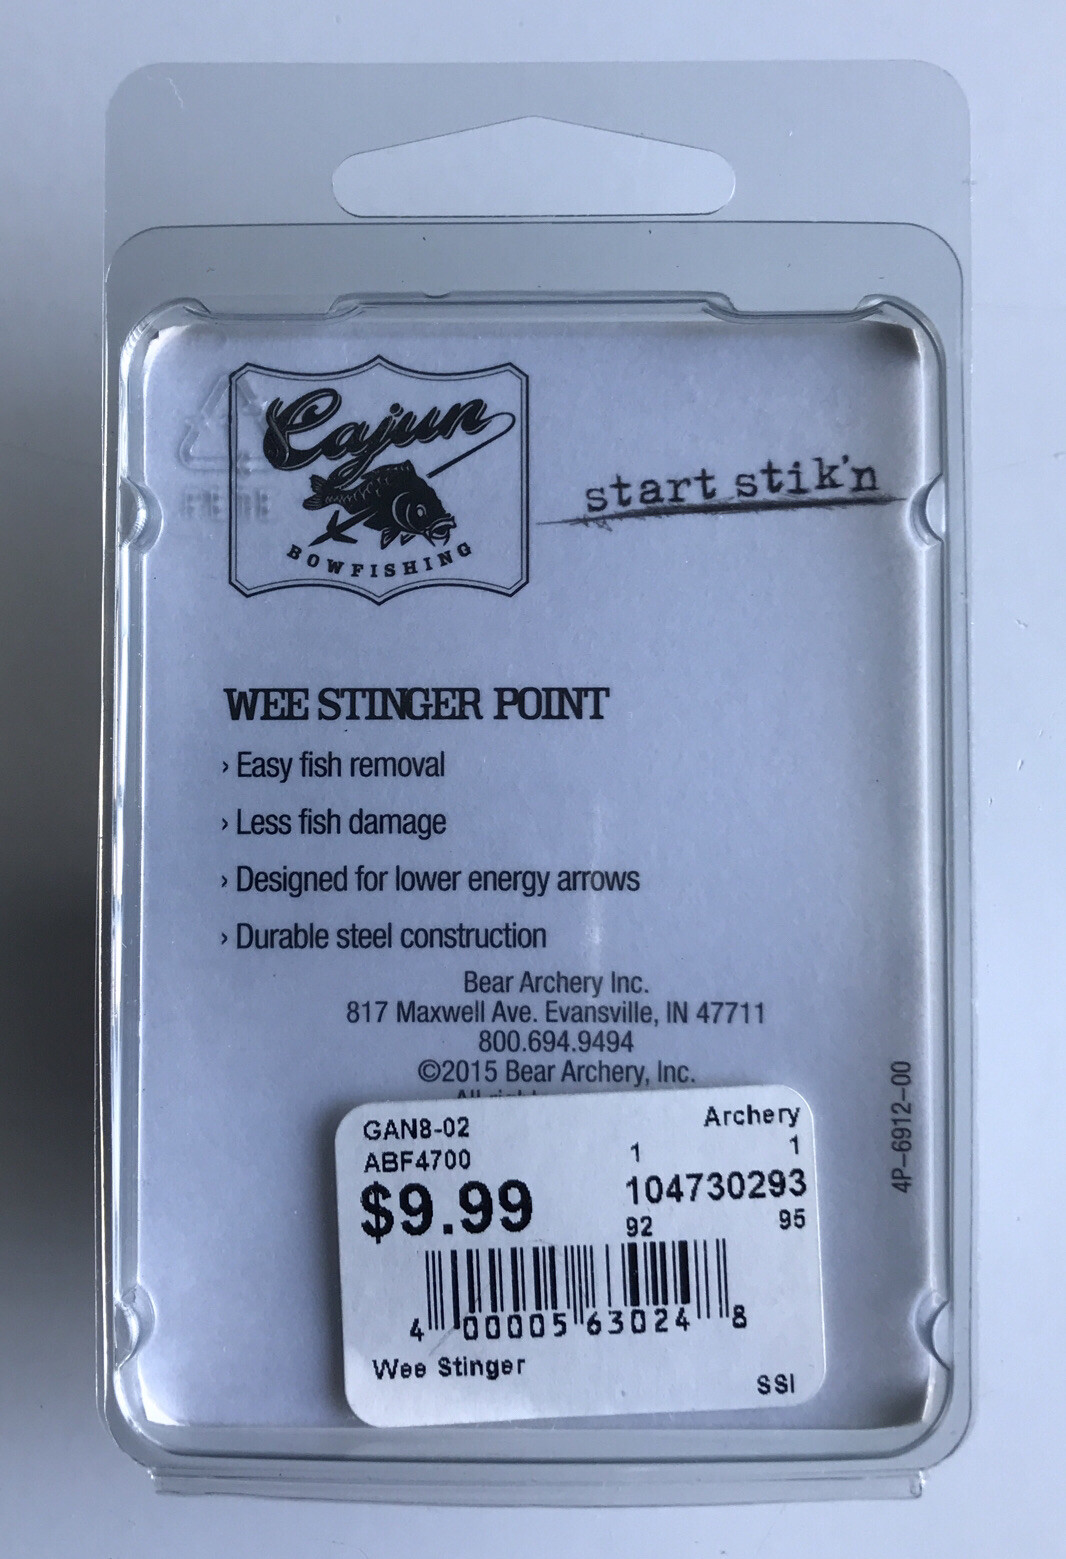 Cajun
BOWFISHING
start stik'n
WEE STINGER POINT
› Easy fish removal
› Less fish damage
› Designed for lower energy arrows
› Durable steel construction
Bear Archery Inc.
817 Maxwell Ave. Evansville, IN 47711
800.694.9494
©2015 Bear Archery, Inc.
All
4P-6912-00
GAN8-02 Archery
ABF4700 1 1
$9.99 104730293
92 95
4 00005 63024 8
Wee Stinger
SSI